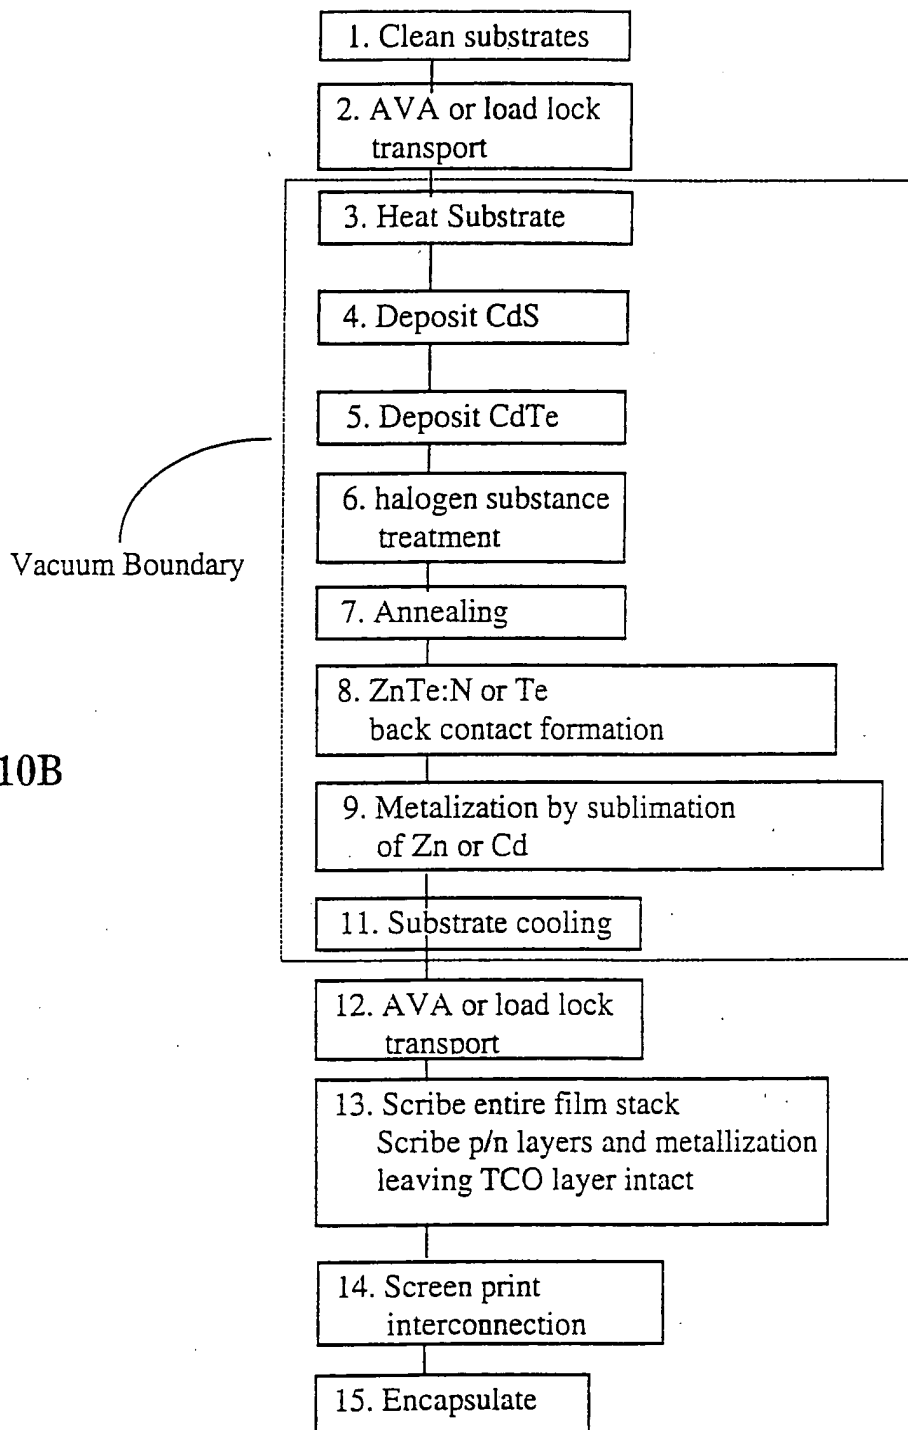 1. Clean substrates
2. AVA or load lock
transport
3. Heat Substrate
4. Deposit CdS
5. Deposit CdTe
6. halogen substance
treatment
Vacuum Boundary
7. Annealing
8. ZnTe:N or Te
back contact formation
10B
9. Metalization by sublimation
of Zn or Cd
11. Substrate cooling
12. AVA or load lock
transport
13. Scribe entire film stack
Scribe p/n layers and metallization
leaving TCO layer intact
14. Screen print
interconnection
15. Encapsulate